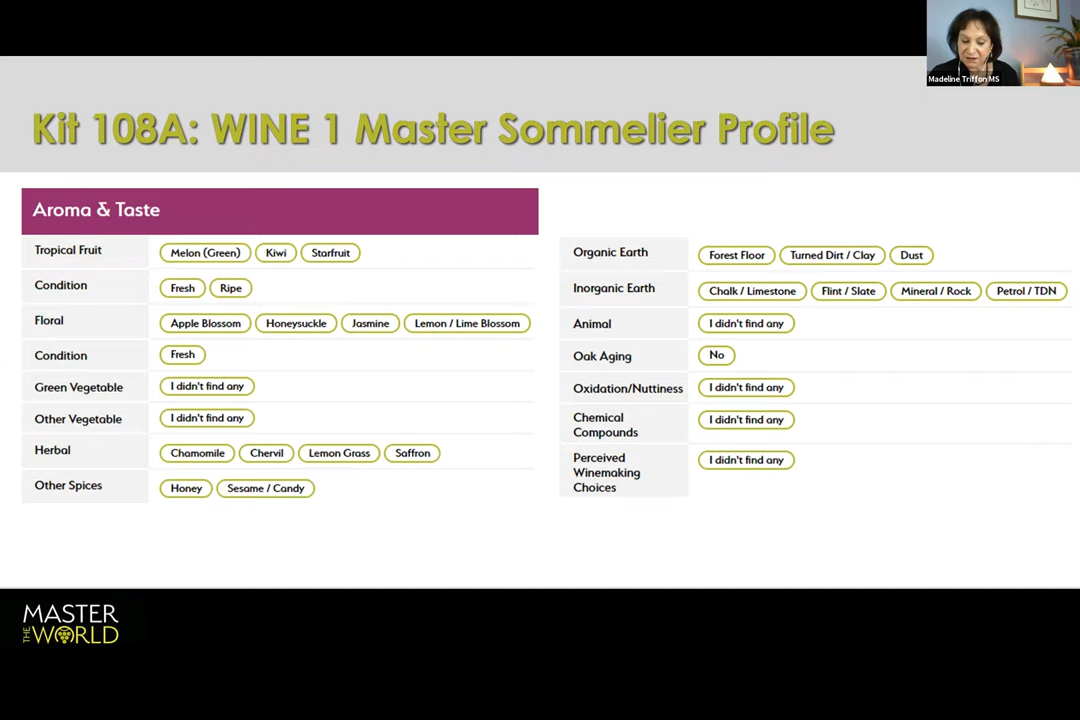 Madeline Triffon MS
Kit 108A: WINE 1 Master Sommelier Profile
Aroma & Taste
Tropical Fruit Melon (Green) Kiwi Starfruit
Condition Fresh Ripe
Floral Apple Blossom Honeysuckle Jasmine Lemon / Lime Blossom
Condition Fresh
Green Vegetable I didn't find any
Other Vegetable I didn't find any
Herbal Chamomile Chervil Lemon Grass Saffron
Other Spices Honey Sesame / Candy
Organic Earth Forest Floor Turned Dirt / Clay Dust
Inorganic Earth Chalk / Limestone Flint / Slate Mineral / Rock Petrol / TDN
Animal I didn't find any
Oak Aging No
Oxidation/Nuttiness I didn't find any
Chemical I didn't find any
Compounds
Perceived I didn't find any
Winemaking
Choices
MASTER
THE WORLD